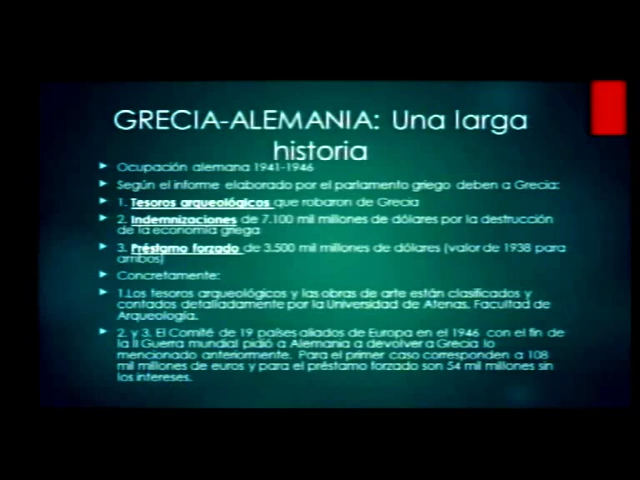 GRECIA-ALEMANIA: Una larga
historia
Ocupación alemana 1941-1946
Según el informe elaborado por el parlamento griego deben a Grecia:
1. Tesoros arqueológicos que robaron de Grecia
2. Indemnizaciones de 7.100 mil millones de dólares por la destrucción
de la economía griega
3. Préstamo forzado de 3.500 mil millones de dólares (valor de 1938 para
ambos)
Concretamente:
1.Los tesoros arqueológicos y las obras de arte están clasificados y
contados detalladamente por la Universidad de Atenas. Facultad de
Arqueología.
2. y 3. El Comité de 19 países aliados de Europa en el 1946 con el fin de
la II Guerra mundial pidió a Alemania a devolver a Grecia lo
mencionado anteriormente. Para el primer caso corresponden a 108
mil millones de euros y para el préstamo forzado son 54 mil millones sin
los intereses.